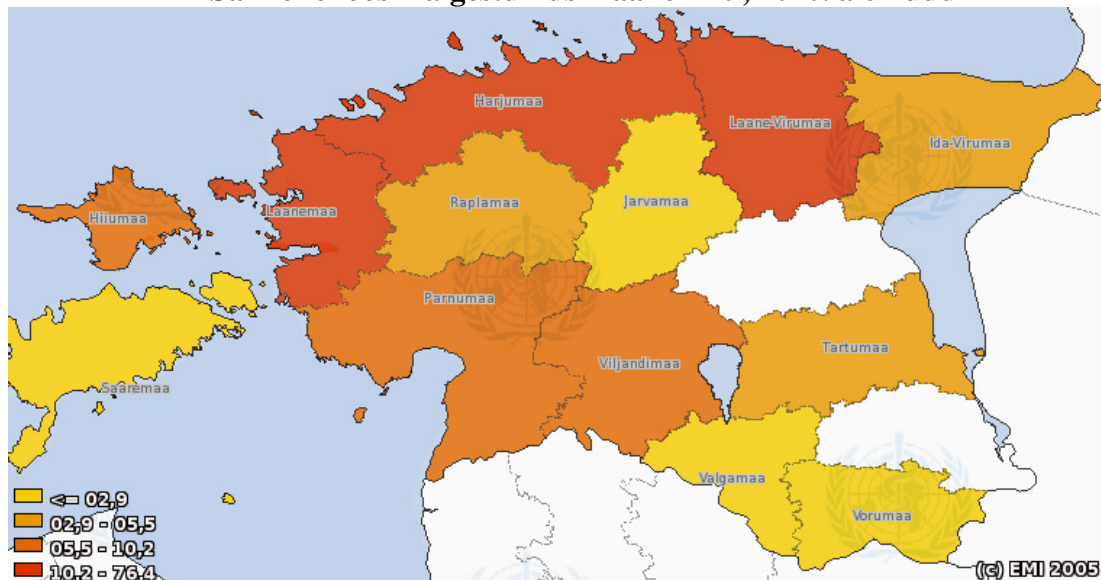 Harjumaa
Laane-Virumaa
Ida-Virumaa
Hiiumaa
Laanemaa
Raplamaa
Jarvamaa
Parnumaa
Viljandimaa
Tartumaa
Saaremaa
Valgamaa
Vorumaa
<= 02,9
02,9 - 05,5
05,5 - 10,2
10,2 - 76,4
(c) EMI 2005